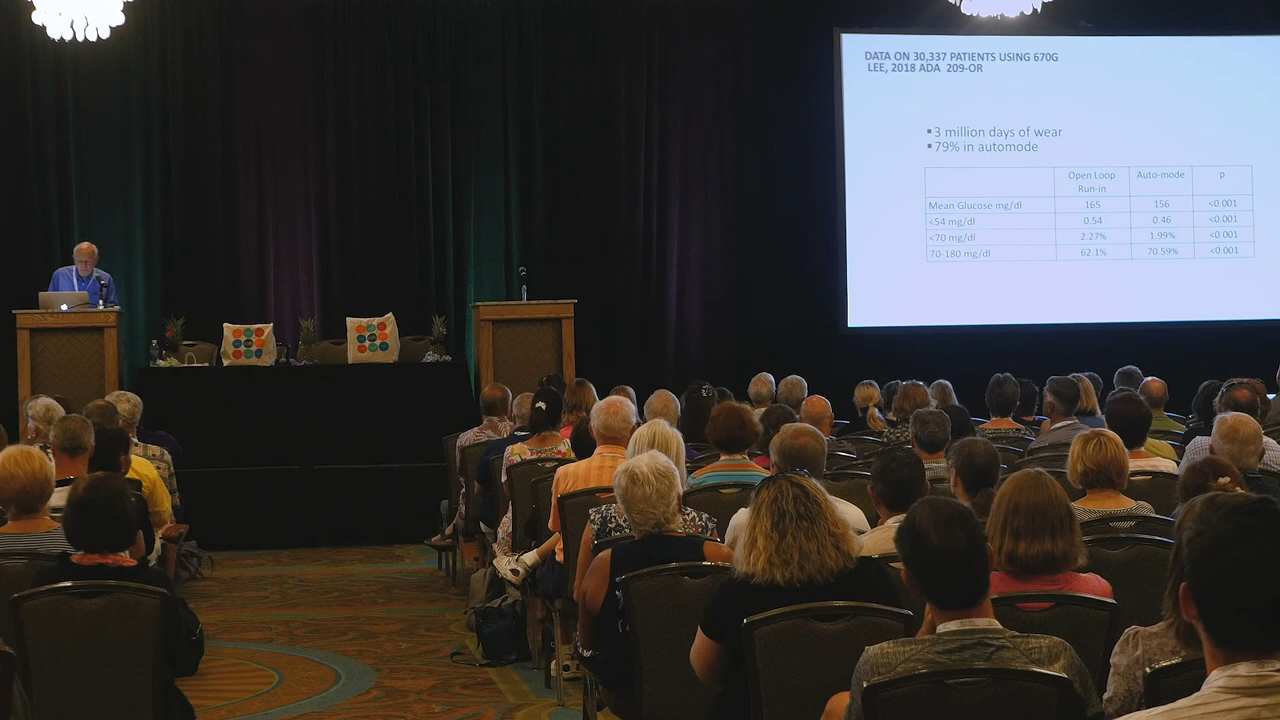 DATA ON 30,337 PATIENTS USING 670G
LEE, 2018 ADA 209-OR
▪ 3 million days of wear
▪ 79% in automode
Open Loop Run-in Auto-mode p
Mean Glucose mg/dl 165 156 <0.001
<54 mg/dl 0.54 0.46 <0.001
<70 mg/dl 2.27% 1.99% <0.001
70-180 mg/dl 62.1% 70.59% <0.001